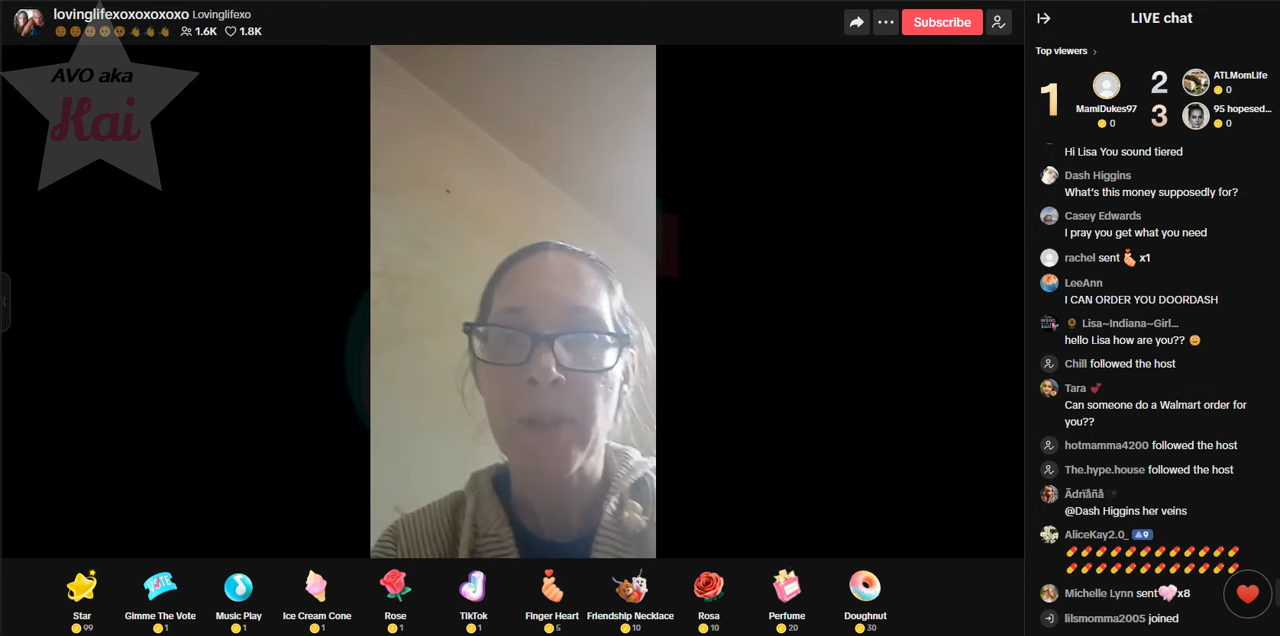 lovinglifexoxoxoxoxo Lovinglifexo
1.6K 1.8K
Subscribe
AVO aka
Kai
LIVE chat
Top viewers
1
MamIDukes97
0
2
ATLMomLife
0
3
95 hopesed...
0
Hi Lisa You sound tiered
Dash Higgins
What's this money supposedly for?
Casey Edwards
I pray you get what you need
rachel sent x1
LeeAnn
I CAN ORDER YOU DOORDASH
Lisa~Indiana~Girl...
hello Lisa how are you??
Chill followed the host
Tara
Can someone do a Walmart order for
you??
hotmamma4200 followed the host
The.hype.house followed the host
Ãdrïåñå
@Dash Higgins her veins
AliceKay2.0_ 9
Michelle Lynn sent x8
lilsmomma2005 joined
Star
99
Gimme The Vote
1
Music Play
1
Ice Cream Cone
1
Rose
1
TikTok
1
Finger Heart
5
Friendship Necklace
10
Rosa
10
Perfume
20
Doughnut
30